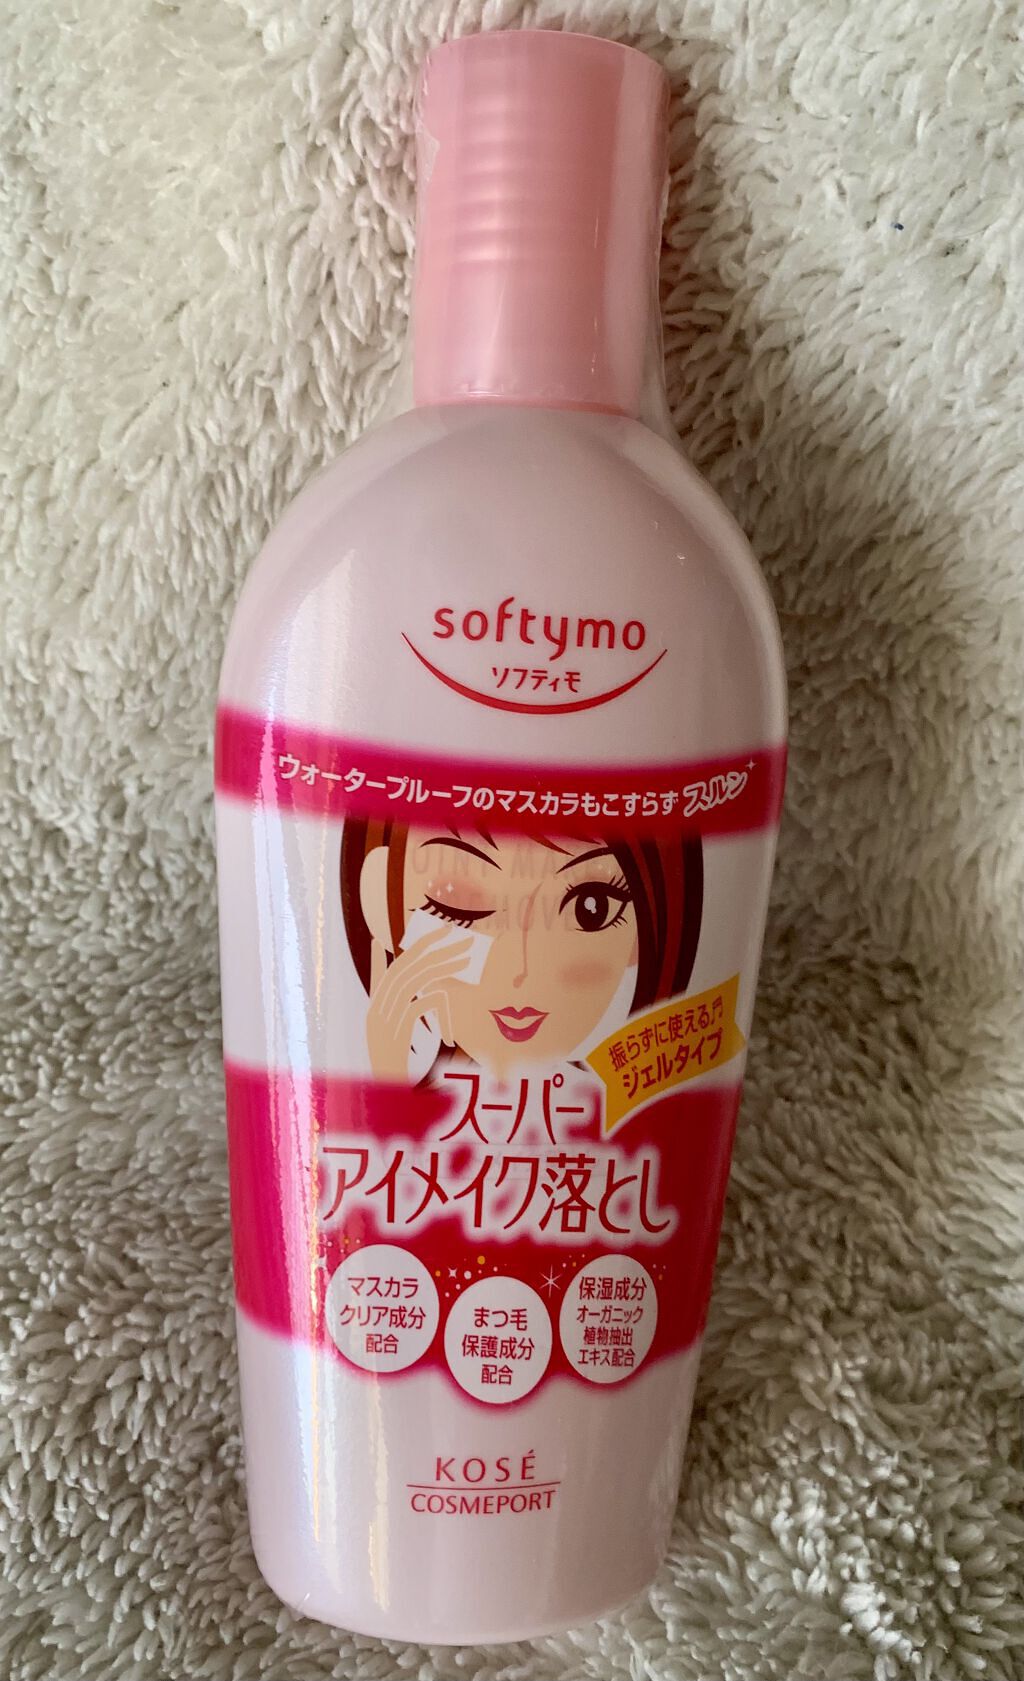 softymo
ソフティモ
ウォータープルーフのマスカラもこすらずスルン
振らずに使える♬
ジェルタイプ
スーパー
アイメイク落とし
マスカラ
クリア成分
配合
まつ毛
保護成分
配合
保湿成分
オーガニック
植物抽出
エキス配合
KOSÉ
COSMEPORT